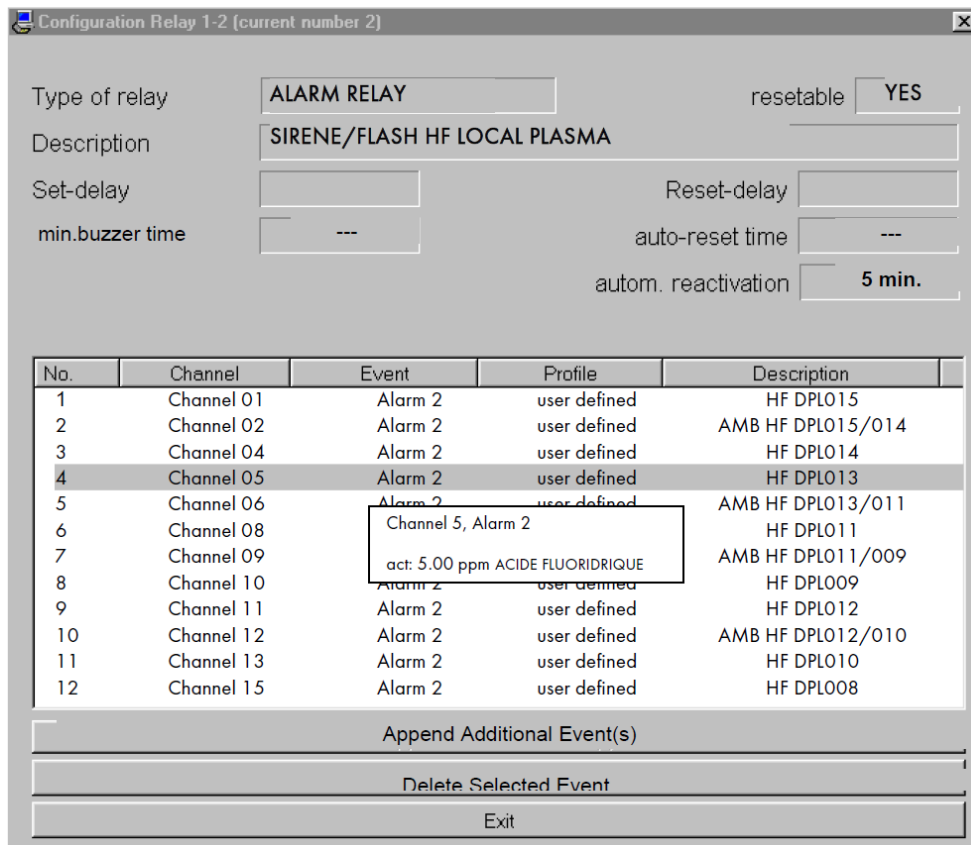 Configuration Relay 1-2 (current number 2)
Type of relay ALARM RELAY resetable YES
Description SIRENE/FLASH HF LOCAL PLASMA
Set-delay Reset-delay
min.buzzer time --- auto-reset time ---
autom. reactivation 5 min.
No. Channel Event Profile Description
1 Channel 01 Alarm 2 user defined HF DPL015
2 Channel 02 Alarm 2 user defined AMB HF DPL015/014
3 Channel 04 Alarm 2 user defined HF DPL014
4 Channel 05 Alarm 2 user defined HF DPL013
5 Channel 06 Alarm 2 user defined AMB HF DPL013/011
Channel 5, Alarm 2
act: 5.00 ppm ACIDE FLUORIDRIQUE
6 Channel 08 HF DPL011
7 Channel 09 AMB HF DPL011/009
8 Channel 10 Alarm 2 user defined HF DPL009
9 Channel 11 Alarm 2 user defined HF DPL012
10 Channel 12 Alarm 2 user defined AMB HF DPL012/010
11 Channel 13 Alarm 2 user defined HF DPL010
12 Channel 15 Alarm 2 user defined HF DPL008
Append Additional Event(s)
Delete Selected Event
Exit